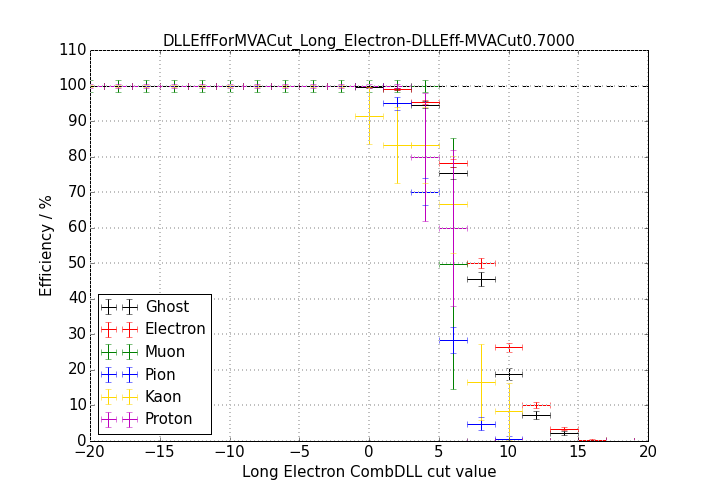 DLLEffForMVACut_Long_Electron-DLLEff-MVACut0.7000
110
100
90
80
70
60
50
40
30
20
10
0
Efficiency / %
Ghost
Electron
Muon
Pion
Kaon
Proton
−20 −15 −10 −5 0 5 10 15 20
Long Electron CombDLL cut value